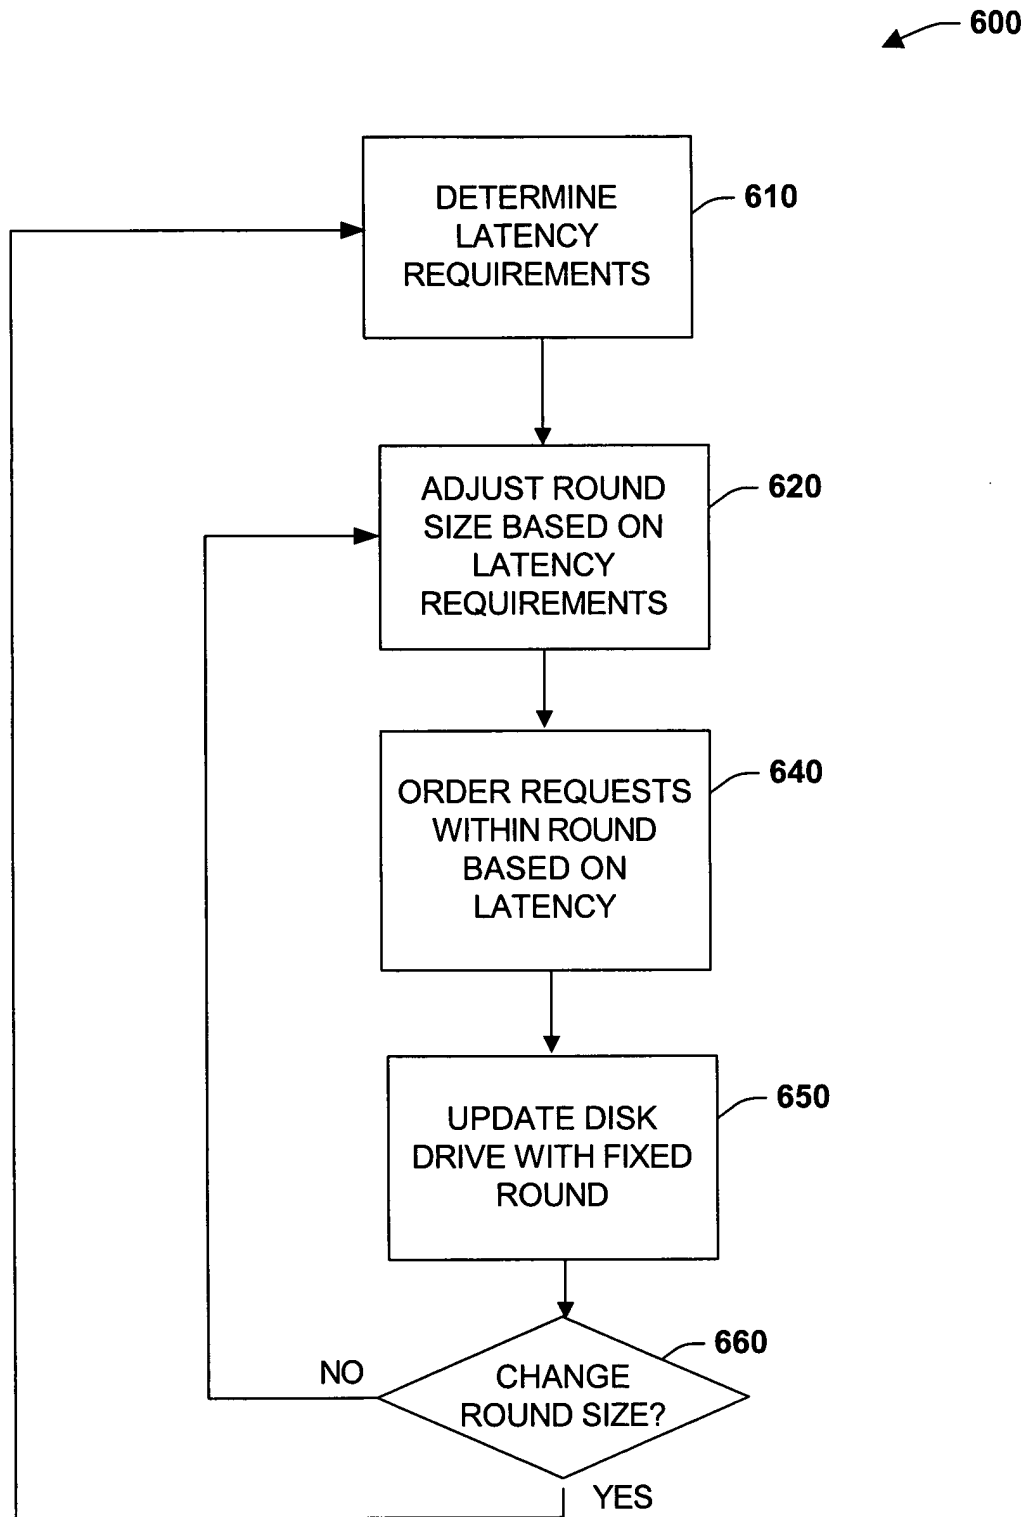 600
DETERMINE
LATENCY
REQUIREMENTS
610
ADJUST ROUND
SIZE BASED ON
LATENCY
REQUIREMENTS
620
ORDER REQUESTS
WITHIN ROUND
BASED ON
LATENCY
640
UPDATE DISK
DRIVE WITH FIXED
ROUND
650
CHANGE
ROUND SIZE?
660
NO
YES